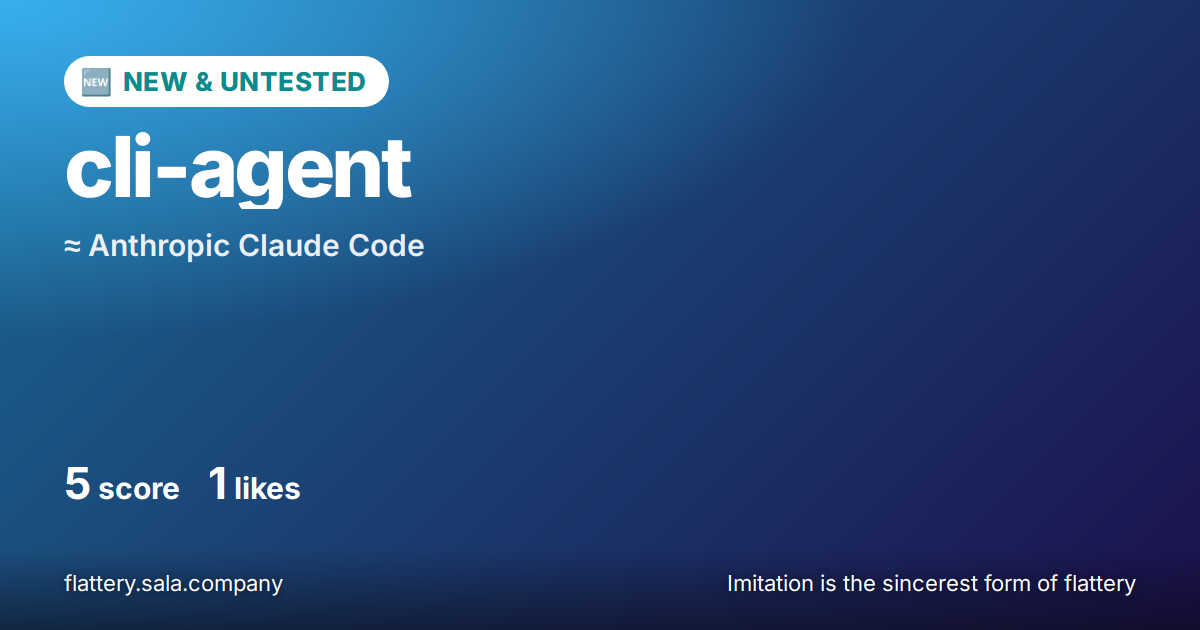 🆕 NEW & UNTESTED
cli-agent
≈ Anthropic Claude Code
5 score 1 likes
flattery.sala.company
Imitation is the sincerest form of flattery